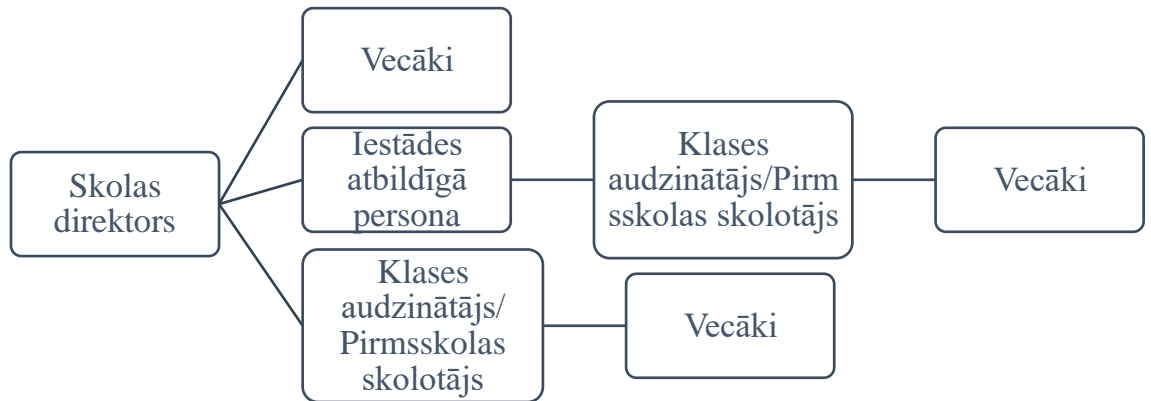 Skolas
direktors
Vecāki
Iestādes
atbildīgā
persona
Klases
audzinātājs/Pirm
sskolas skolotājs
Vecāki
Klases
audzinātājs/
Pirmsskolas
skolotājs
Vecāki